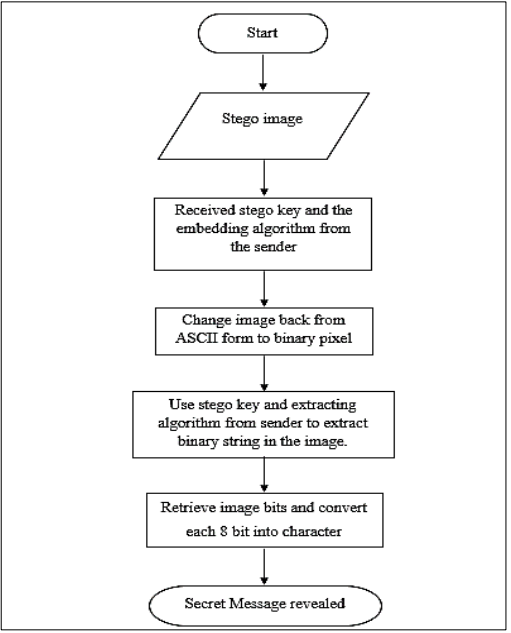 Start
Stego image
Received stego key and the
embedding algorithm from
the sender
Change image back from
ASCII form to binary pixel
Use stego key and extracting
algorithm from sender to extract
binary string in the image.
Retrieve image bits and convert
each 8 bit into character
Secret Message revealed